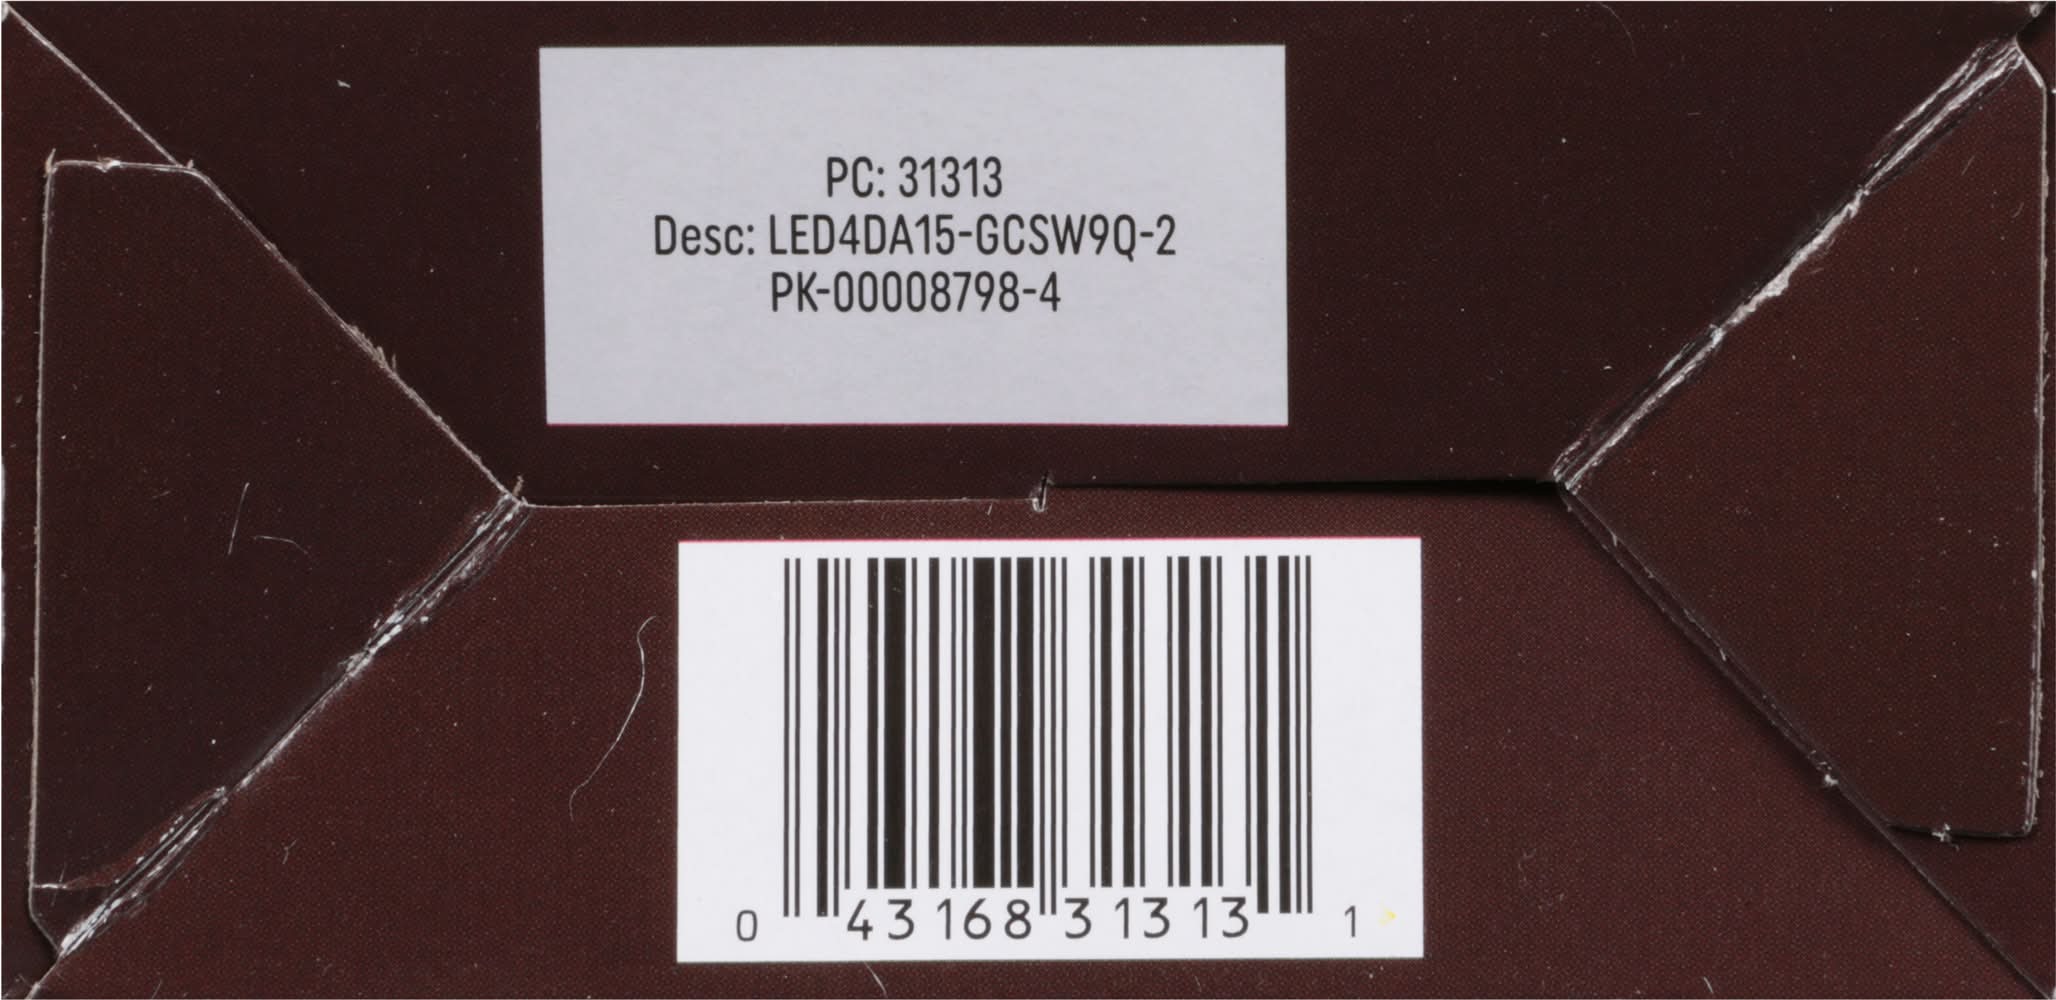 PC: 31313
Desc: LED4DA15-GCSW9Q-2
PK-00008798-4
0 43168 31313 1